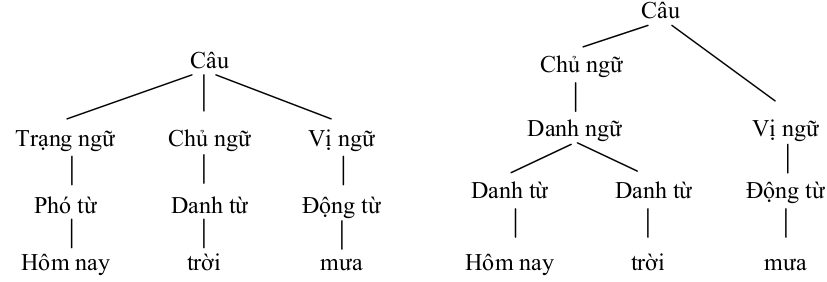 Câu
Trạng ngữ Chủ ngữ Vị ngữ
Phó từ Danh từ Động từ
Hôm nay trời mưa
Câu
Chủ ngữ
Danh ngữ Vị ngữ
Danh từ Danh từ Động từ
Hôm nay trời mưa